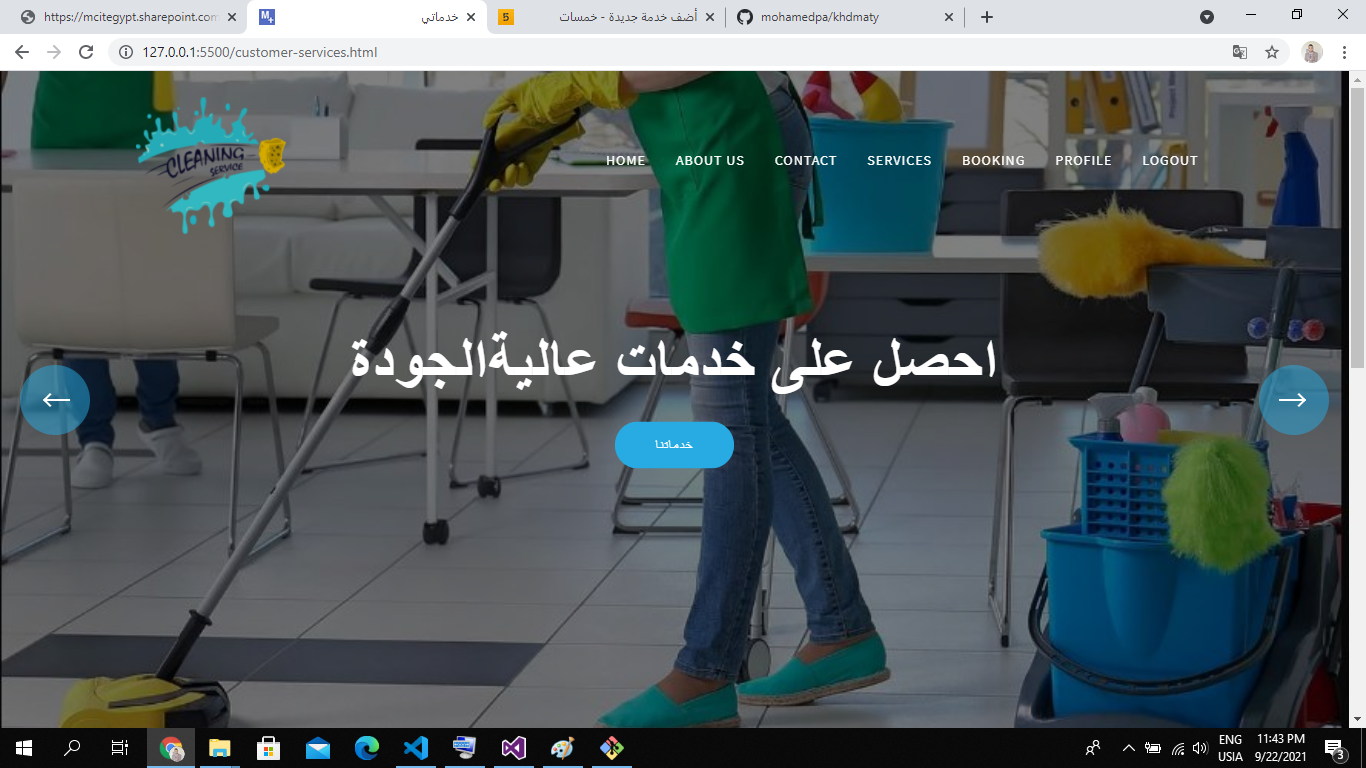 https://mcitegypt.sharepoint.com
خدماتي
أضف خدمة جديدة - خمسات
mohamedpa/khdmaty
127.0.0.1:5500/customer-services.html
CLEANING
SERVICE
HOME
ABOUT US
CONTACT
SERVICES
BOOKING
PROFILE
LOGOUT
احصل على خدمات عاليةالجودة
خدماتنا
ENG
USIA
11:43 PM
9/22/2021
3